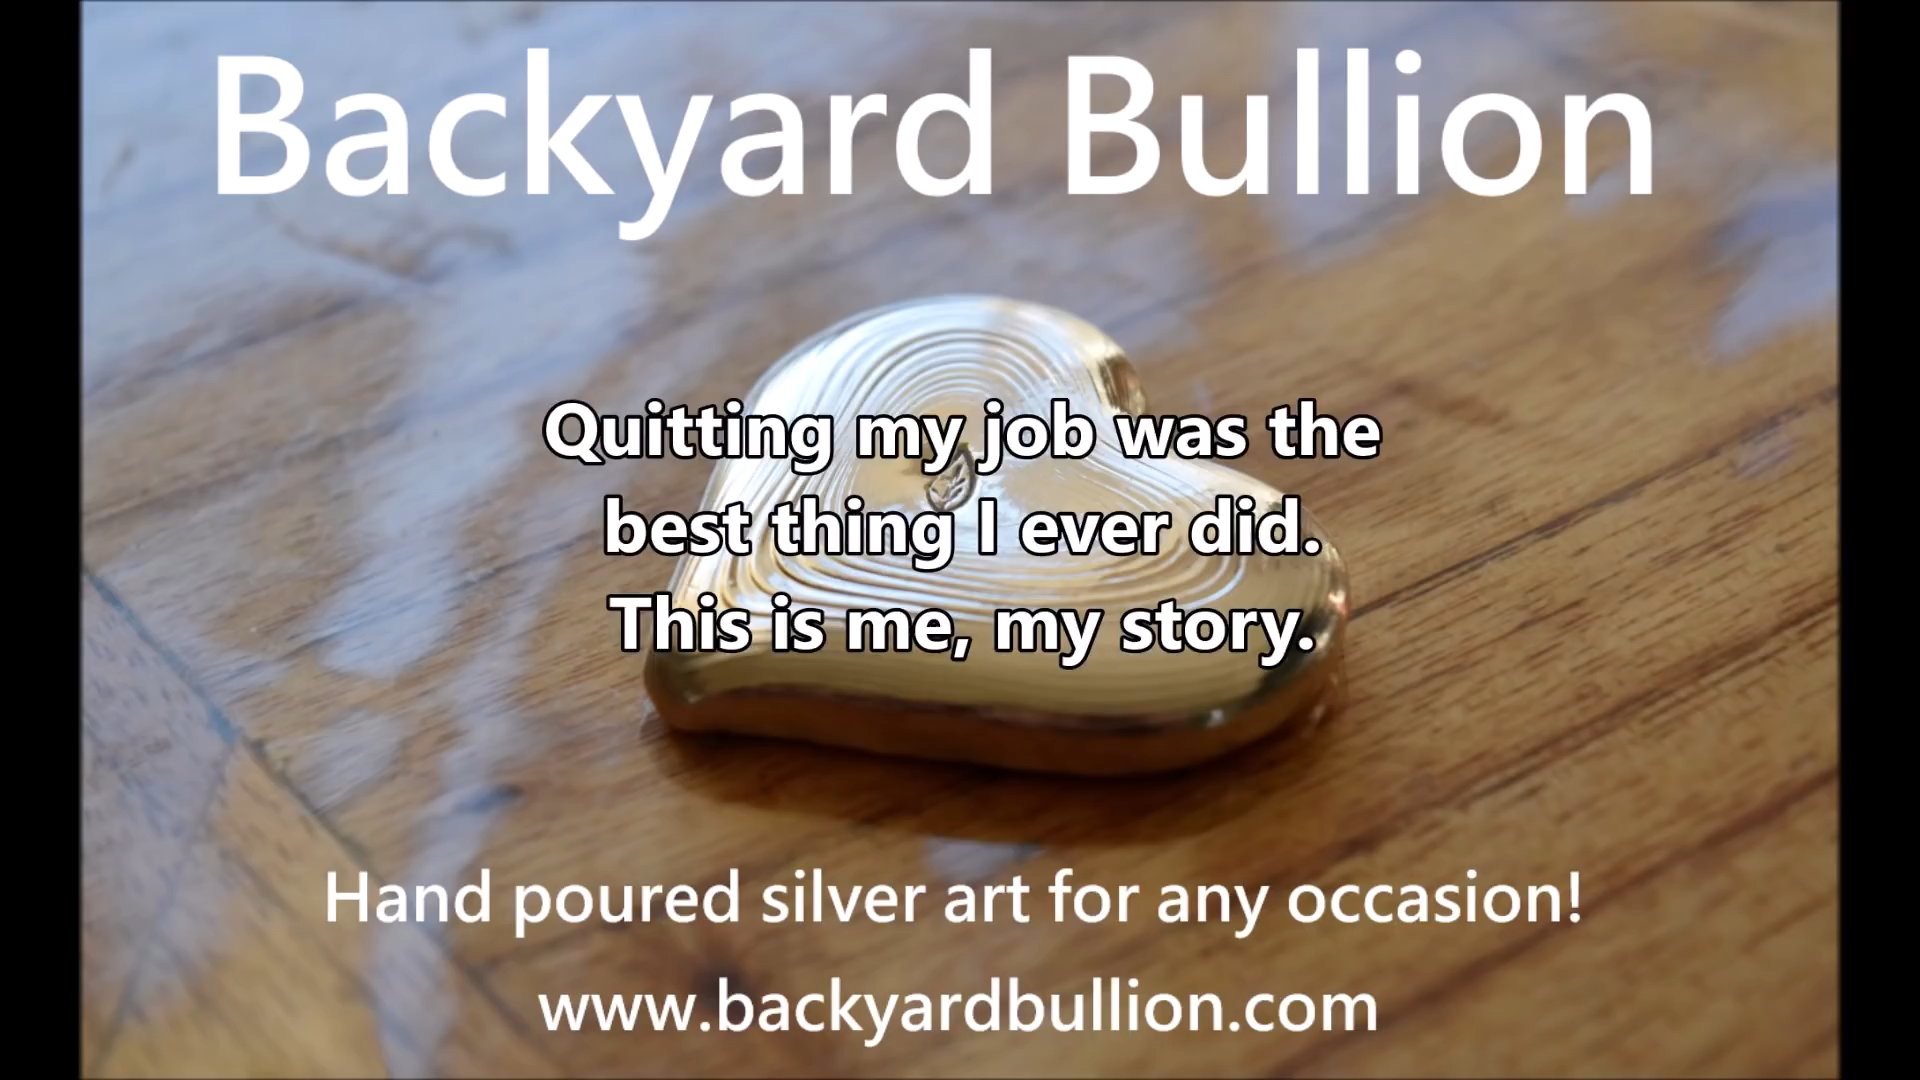 Backyard Bullion
Quitting my job was the
best thing I ever did.
This is me, my story.
Hand poured silver art for any occasion!
www.backyardbullion.com